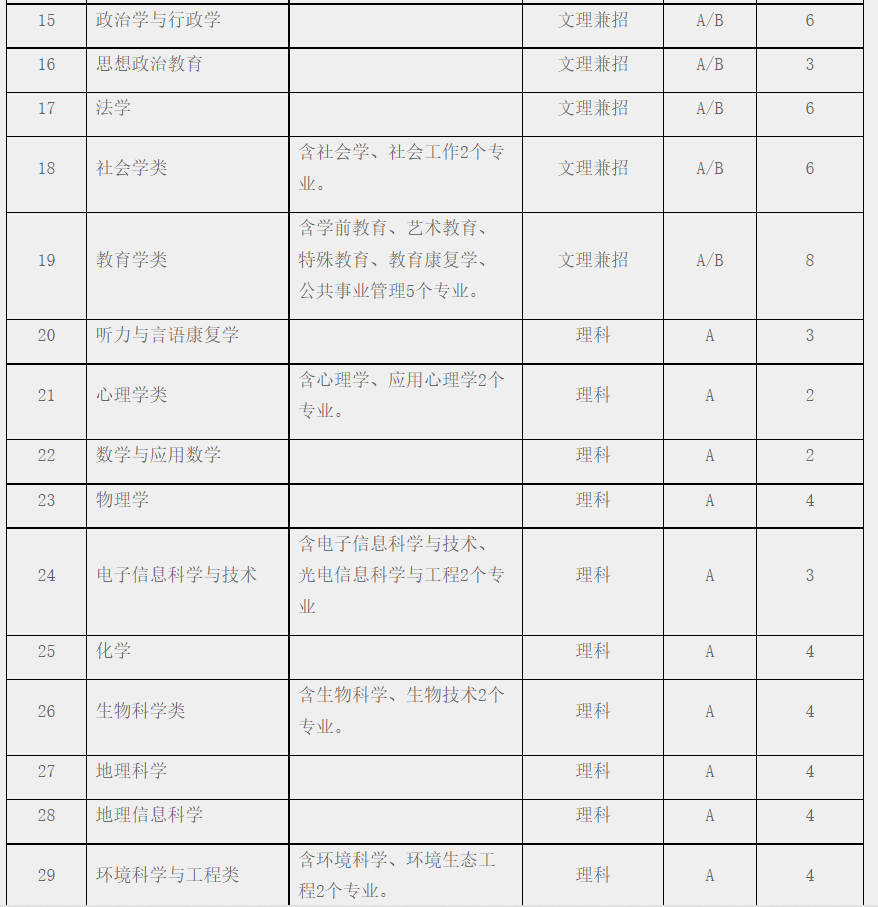 15 政治学与行政学 文理兼招 A/B 6
16 思想政治教育 文理兼招 A/B 3
17 法学 文理兼招 A/B 6
18 社会学类 含社会学、社会工作2个专
业。 文理兼招 A/B 6
19 教育学类 含学前教育、艺术教育、
特殊教育、教育康复学、
公共事业管理5个专业。 文理兼招 A/B 8
20 听力与言语康复学 理科 A 3
21 心理学类 含心理学、应用心理学2个
专业。 理科 A 2
22 数学与应用数学 理科 A 2
23 物理学 理科 A 4
24 电子信息科学与技术 含电子信息科学与技术、
光电信息科学与工程2个专
业 理科 A 3
25 化学 理科 A 4
26 生物科学类 含生物科学、生物技术2个
专业。 理科 A 4
27 地理科学 理科 A 4
28 地理信息科学 理科 A 4
29 环境科学与工程类 含环境科学、环境生态工
程2个专业。 理科 A 4